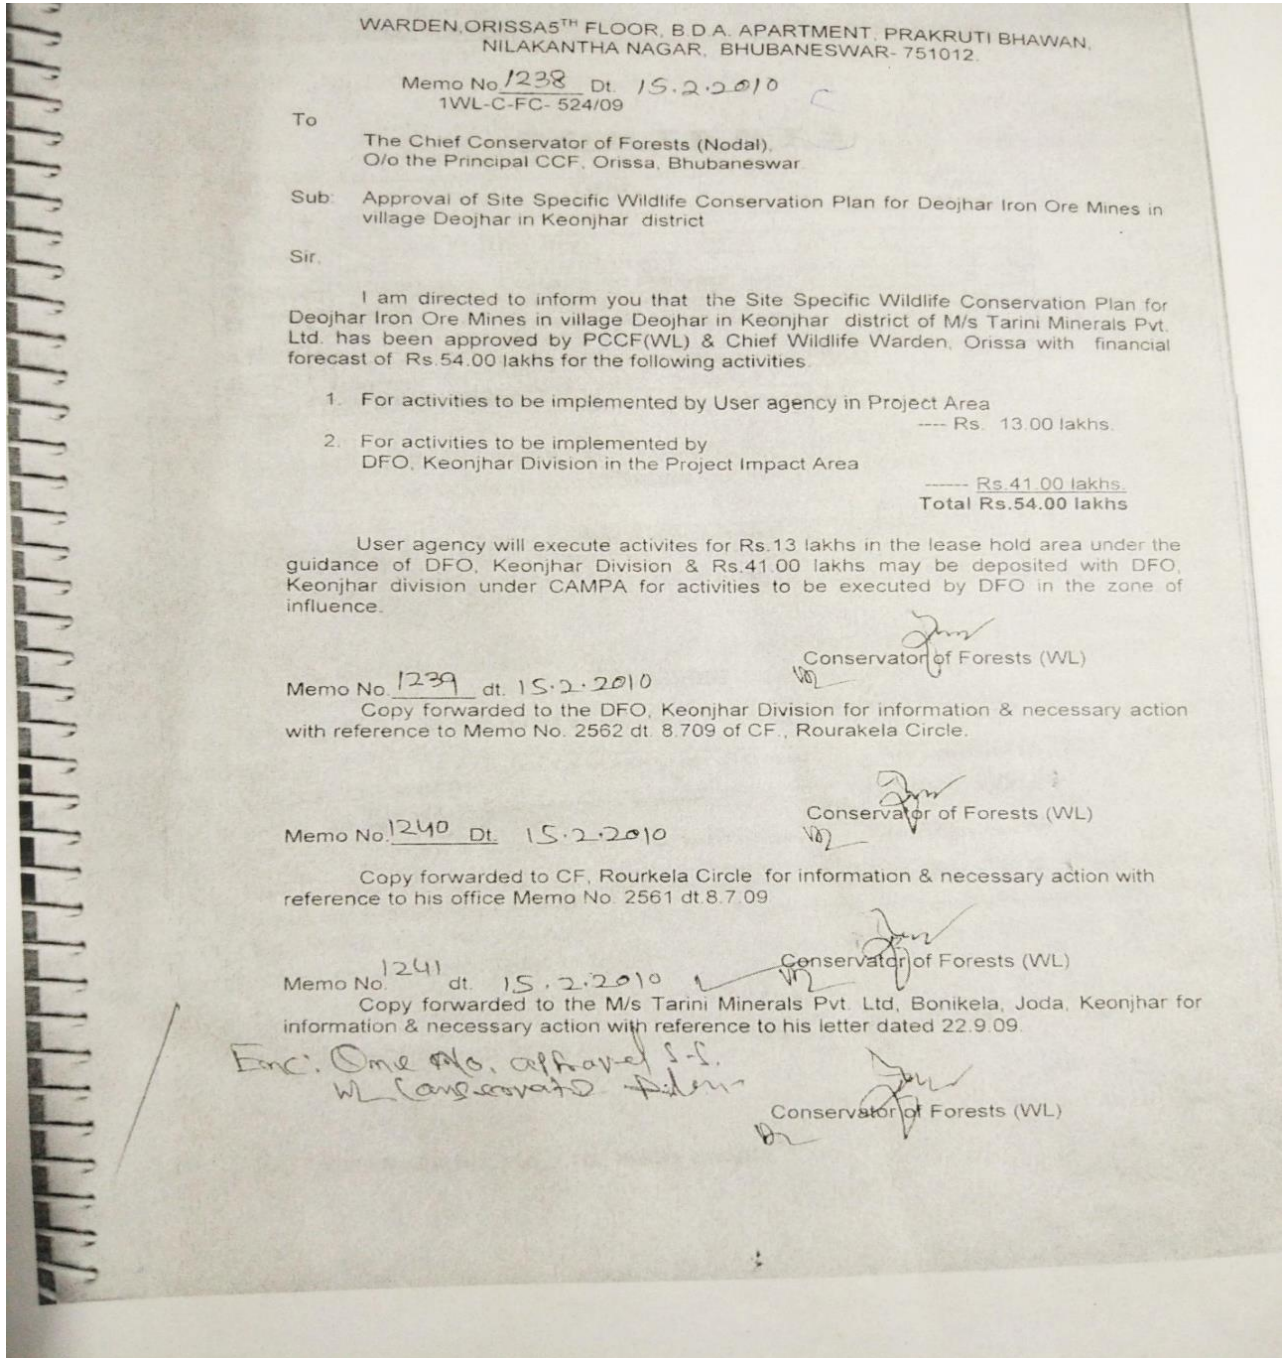 WARDEN,ORISSA5TH FLOOR, B.D.A. APARTMENT, PRAKRUTI BHAWAN,
NILAKANTHA NAGAR, BHUBANESWAR- 751012.
Memo No 1238 Dt. 15.2.2010
1WL-C-FC- 524/09
To
The Chief Conservator of Forests (Nodal),
O/o the Principal CCF, Orissa, Bhubaneswar.
Sub: Approval of Site Specific Wildlife Conservation Plan for Deojhar Iron Ore Mines in
village Deojhar in Keonjhar district
Sir,
I am directed to inform you that the Site Specific Wildlife Conservation Plan for
Deojhar Iron Ore Mines in village Deojhar in Keonjhar district of M/s Tarini Minerals Pvt.
Ltd. has been approved by PCCF(WL) & Chief Wildlife Warden, Orissa with financial
forecast of Rs.54.00 lakhs for the following activities.
1. For activities to be implemented by User agency in Project Area
---- Rs. 13.00 lakhs.
2. For activities to be implemented by
DFO, Keonjhar Division in the Project Impact Area
------ Rs.41.00 lakhs.
Total Rs.54.00 lakhs
User agency will execute activites for Rs.13 lakhs in the lease hold area under the
guidance of DFO, Keonjhar Division & Rs.41.00 lakhs may be deposited with DFO,
Keonjhar division under CAMPA for activities to be executed by DFO in the zone of
influence.
Conservator of Forests (WL)
Memo No. 1239 dt. 15.2.2010
Copy forwarded to the DFO, Keonjhar Division for information & necessary action
with reference to Memo No. 2562 dt. 8.709 of CF., Rourakela Circle.
Conservator of Forests (WL)
Memo No. 1240 Dt. 15.2.2010
Copy forwarded to CF, Rourkela Circle for information & necessary action with
reference to his office Memo No. 2561 dt.8.7.09
Conservator of Forests (WL)
Memo No. 1241 dt. 15.2.2010
Copy forwarded to the M/s Tarini Minerals Pvt. Ltd, Bonikela, Joda, Keonjhar for
information & necessary action with reference to his letter dated 22.9.09.
Enc: One No. S.S.
WL
Conservator of Forests (WL)